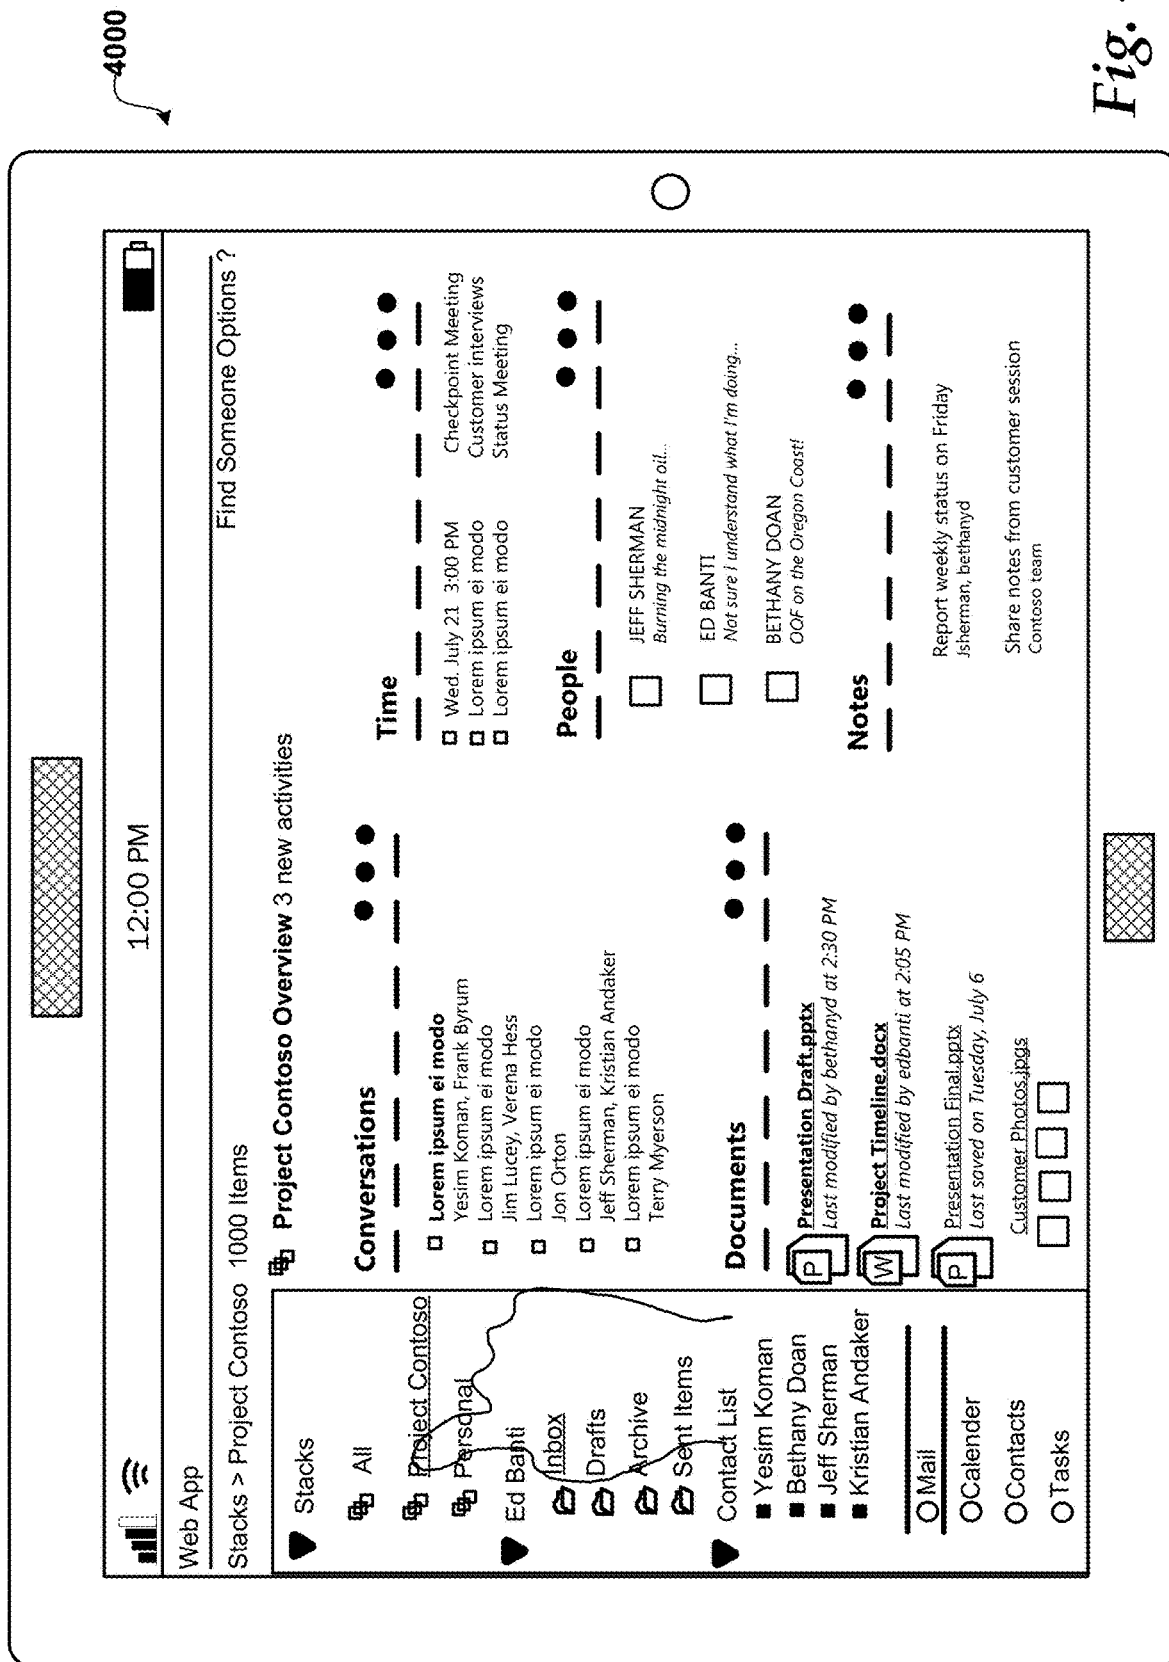 4000
12:00 PM
Web App
Find Someone Options ?
Stacks > Project Contoso 1000 Items
Stacks
All
Project Contoso
Personal
Ed Banti
Inbox
Drafts
Archive
Sent Items
Contact List
Yesim Koman
Bethany Doan
Jeff Sherman
Kristian Andaker
Mail
Calender
Contacts
Tasks
Project Contoso Overview 3 new activities
Conversations
Lorem ipsum ei modo
Yesim Koman, Frank Byrum
Lorem ipsum ei modo
Jim Lucey, Verena Hess
Lorem ipsum ei modo
Jon Orton
Lorem ipsum ei modo
Jeff Sherman, Kristian Andaker
Lorem ipsum ei modo
Terry Myerson
Documents
P
Presentation Draft.pptx
Last modified by bethanyd at 2:30 PM
W
Project Timeline.docx
Last modified by edbanti at 2:05 PM
P
Presentation Final.pptx
Last saved on Tuesday, July 6
Customer Photos.jpgs
Time
Wed. July 21 3:00 PM Checkpoint Meeting
Lorem ipsum ei modo Customer interviews
Lorem ipsum ei modo Status Meeting
People
JEFF SHERMAN
Burning the midnight oil...
ED BANTI
Not sure I understand what I'm doing...
BETHANY DOAN
OOF on the Oregon Coast!
Notes
Report weekly status on Friday
Jsherman, bethanyd
Share notes from customer session
Contoso team
Fig.